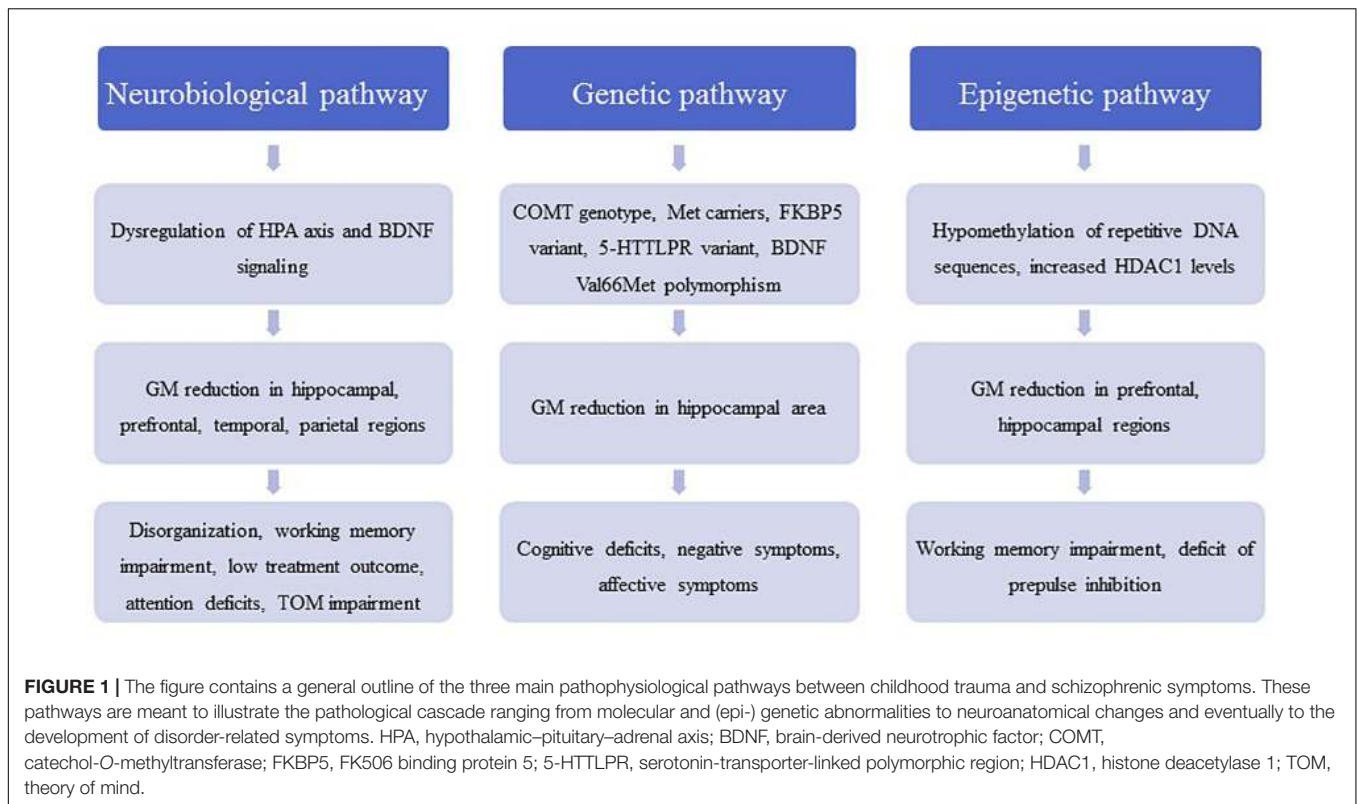 Neurobiological pathway
Dysregulation of HPA axis and BDNF
signaling
GM reduction in hippocampal,
prefrontal, temporal, parietal regions
Disorganization, working memory
impairment, low treatment outcome,
attention deficits, TOM impairment
Genetic pathway
COMT genotype, Met carriers, FKBP5
variant, 5-HTTLPR variant, BDNF
Val66Met polymorphism
GM reduction in hippocampal area
Cognitive deficits, negative symptoms,
affective symptoms
Epigenetic pathway
Hypomethylation of repetitive DNA
sequences, increased HDAC1 levels
GM reduction in prefrontal,
hippocampal regions
Working memory impairment, deficit of
prepulse inhibition
FIGURE 1 | The figure contains a general outline of the three main pathophysiological pathways between childhood trauma and schizophrenic symptoms. These
pathways are meant to illustrate the pathological cascade ranging from molecular and (epi-) genetic abnormalities to neuroanatomical changes and eventually to the
development of disorder-related symptoms. HPA, hypothalamic–pituitary–adrenal axis; BDNF, brain-derived neurotrophic factor; COMT,
catechol-O-methyltransferase; FKBP5, FK506 binding protein 5; 5-HTTLPR, serotonin-transporter-linked polymorphic region; HDAC1, histone deacetylase 1; TOM,
theory of mind.